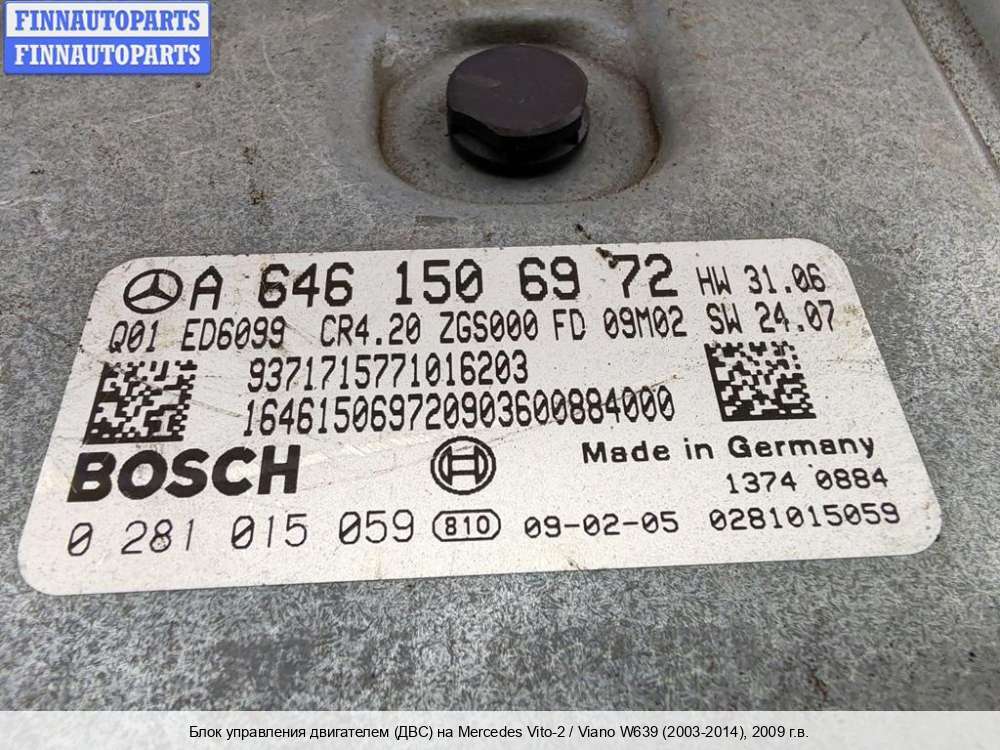 FINNAUTOPARTS
FINNAUTOPARTS
A 646 150 69 72 HW 31.06
Q01 ED6099 CR4.20 ZGS000 FD 09M02 SW 24.07
9371715771016203
164615069720903600884000
BOSCH Made in Germany
1374 0884
0 281 015 059 810 09-02-05 0281015059
Блок управления двигателем (ДВС) на Mercedes Vito-2 / Viano W639 (2003-2014), 2009 г.в.